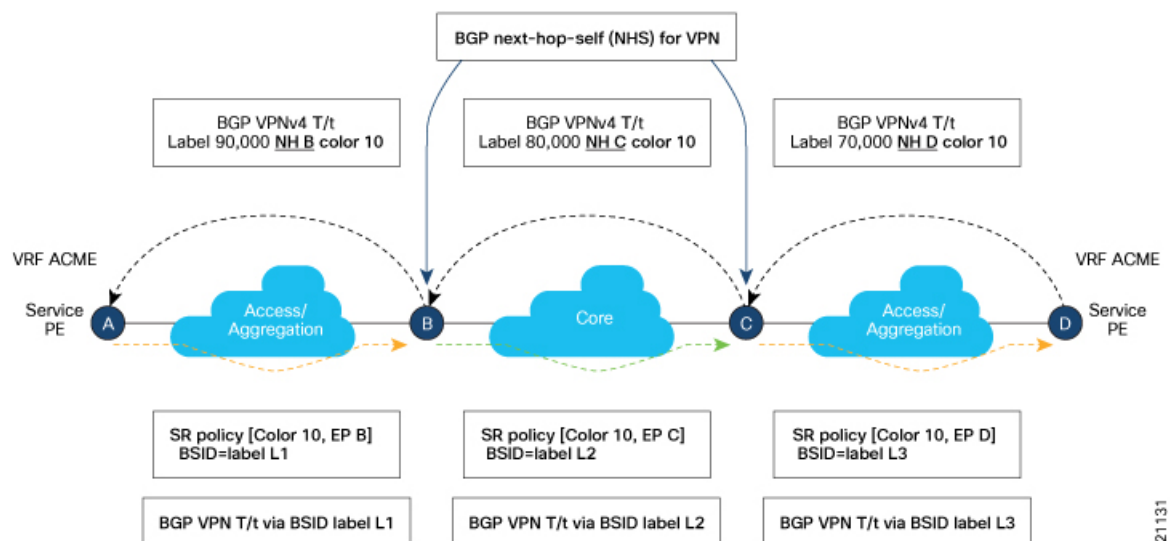 BGP next-hop-self (NHS) for VPN
BGP VPNv4 T/t
Label 90,000 NH B color 10
BGP VPNv4 T/t
Label 80,000 NH C color 10
BGP VPNv4 T/t
Label 70,000 NH D color 10
VRF ACME
VRF ACME
Service
PE
A
Access/
Aggregation
B
Core
C
Access/
Aggregation
D
Service
PE
SR policy [Color 10, EP B]
BSID=label L1
SR policy [Color 10, EP C]
BSID=label L2
SR policy [Color 10, EP D]
BSID=label L3
BGP VPN T/t via BSID label L1
BGP VPN T/t via BSID label L2
BGP VPN T/t via BSID label L3
21131